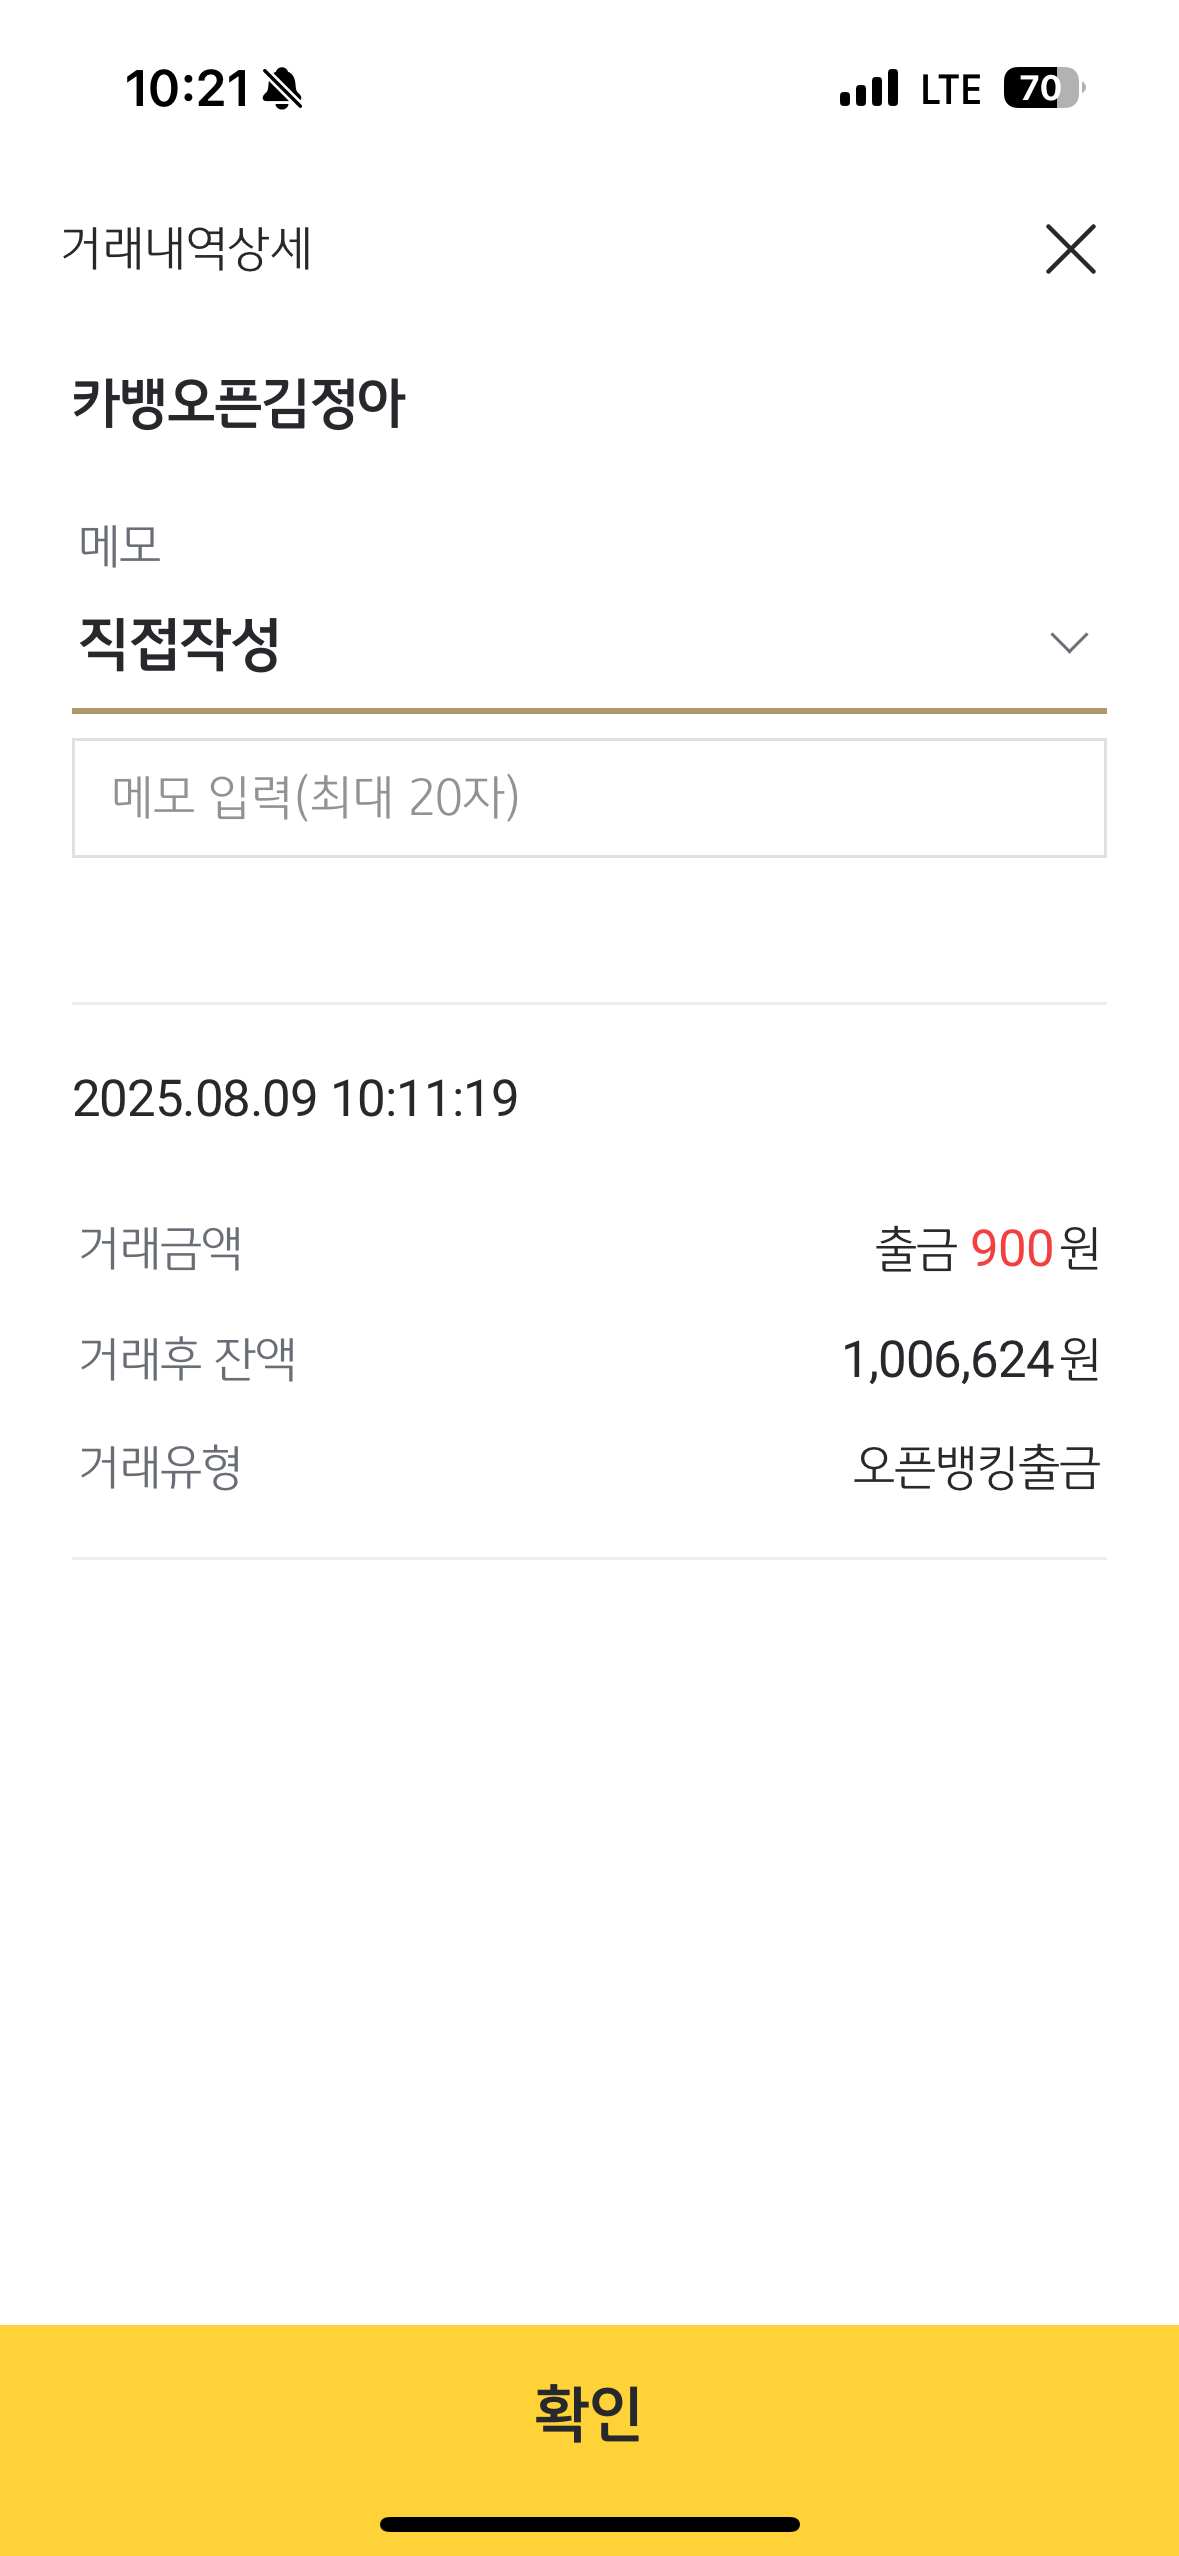 10:21 LTE 70
거래내역상세
카뱅오픈김정아
메모
직접작성
메모 입력(최대 20자)
2025.08.09 10:11:19
거래금액 출금 900 원
거래후 잔액 1,006,624 원
거래유형 오픈뱅킹출금
확인